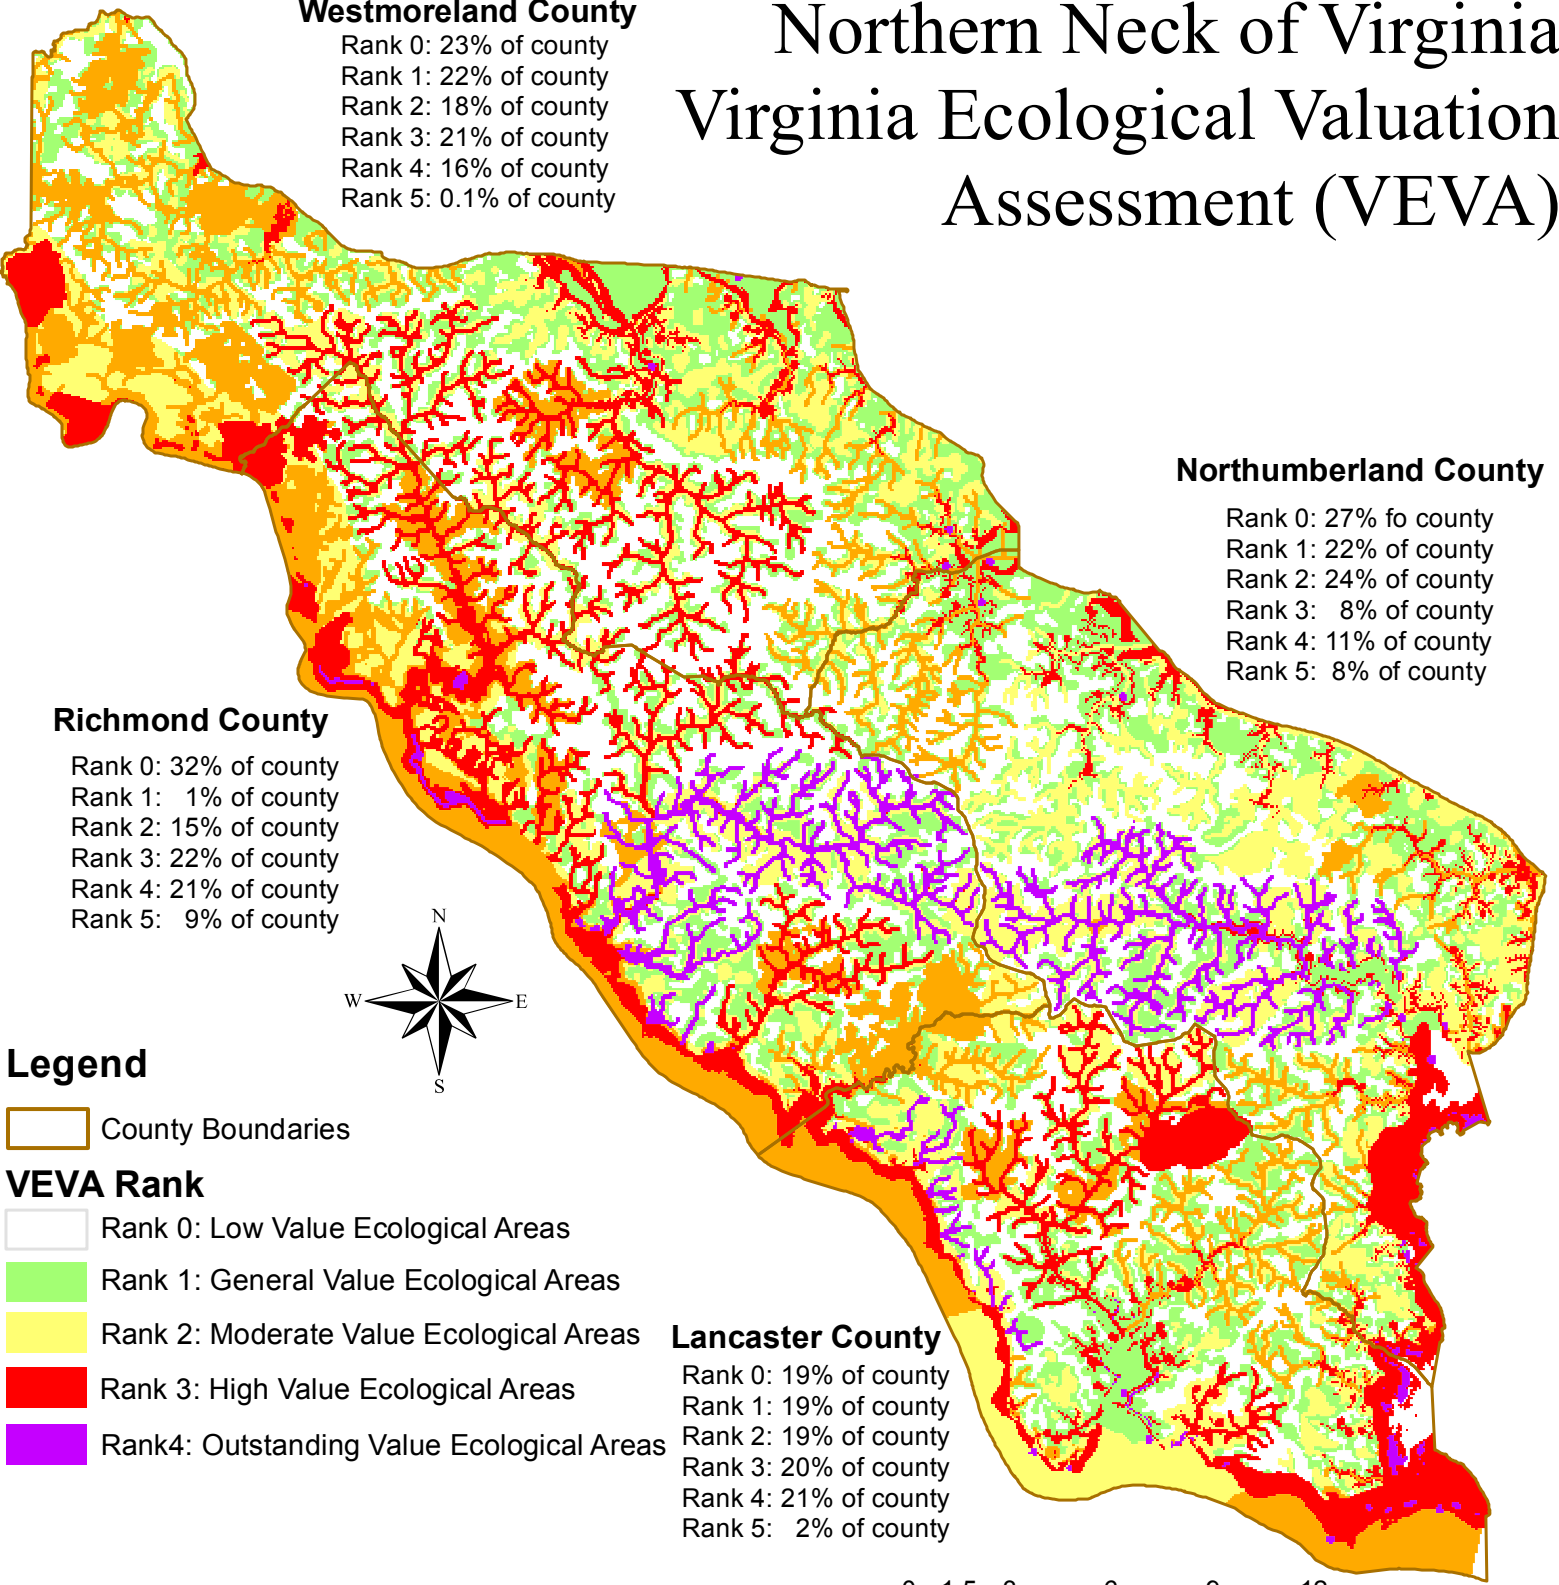 Westmoreland County
Rank 0: 23% of county
Rank 1: 22% of county
Rank 2: 18% of county
Rank 3: 21% of county
Rank 4: 16% of county
Rank 5: 0.1% of county
Northern Neck of Virginia
Virginia Ecological Valuation
Assessment (VEVA)
Northumberland County
Rank 0: 27% fo county
Rank 1: 22% of county
Rank 2: 24% of county
Rank 3: 8% of county
Rank 4: 11% of county
Rank 5: 8% of county
Richmond County
Rank 0: 32% of county
Rank 1: 1% of county
Rank 2: 15% of county
Rank 3: 22% of county
Rank 4: 21% of county
Rank 5: 9% of county
N
W E
S
Legend
County Boundaries
VEVA Rank
Rank 0: Low Value Ecological Areas
Rank 1: General Value Ecological Areas
Rank 2: Moderate Value Ecological Areas
Rank 3: High Value Ecological Areas
Rank4: Outstanding Value Ecological Areas
Lancaster County
Rank 0: 19% of county
Rank 1: 19% of county
Rank 2: 19% of county
Rank 3: 20% of county
Rank 4: 21% of county
Rank 5: 2% of county